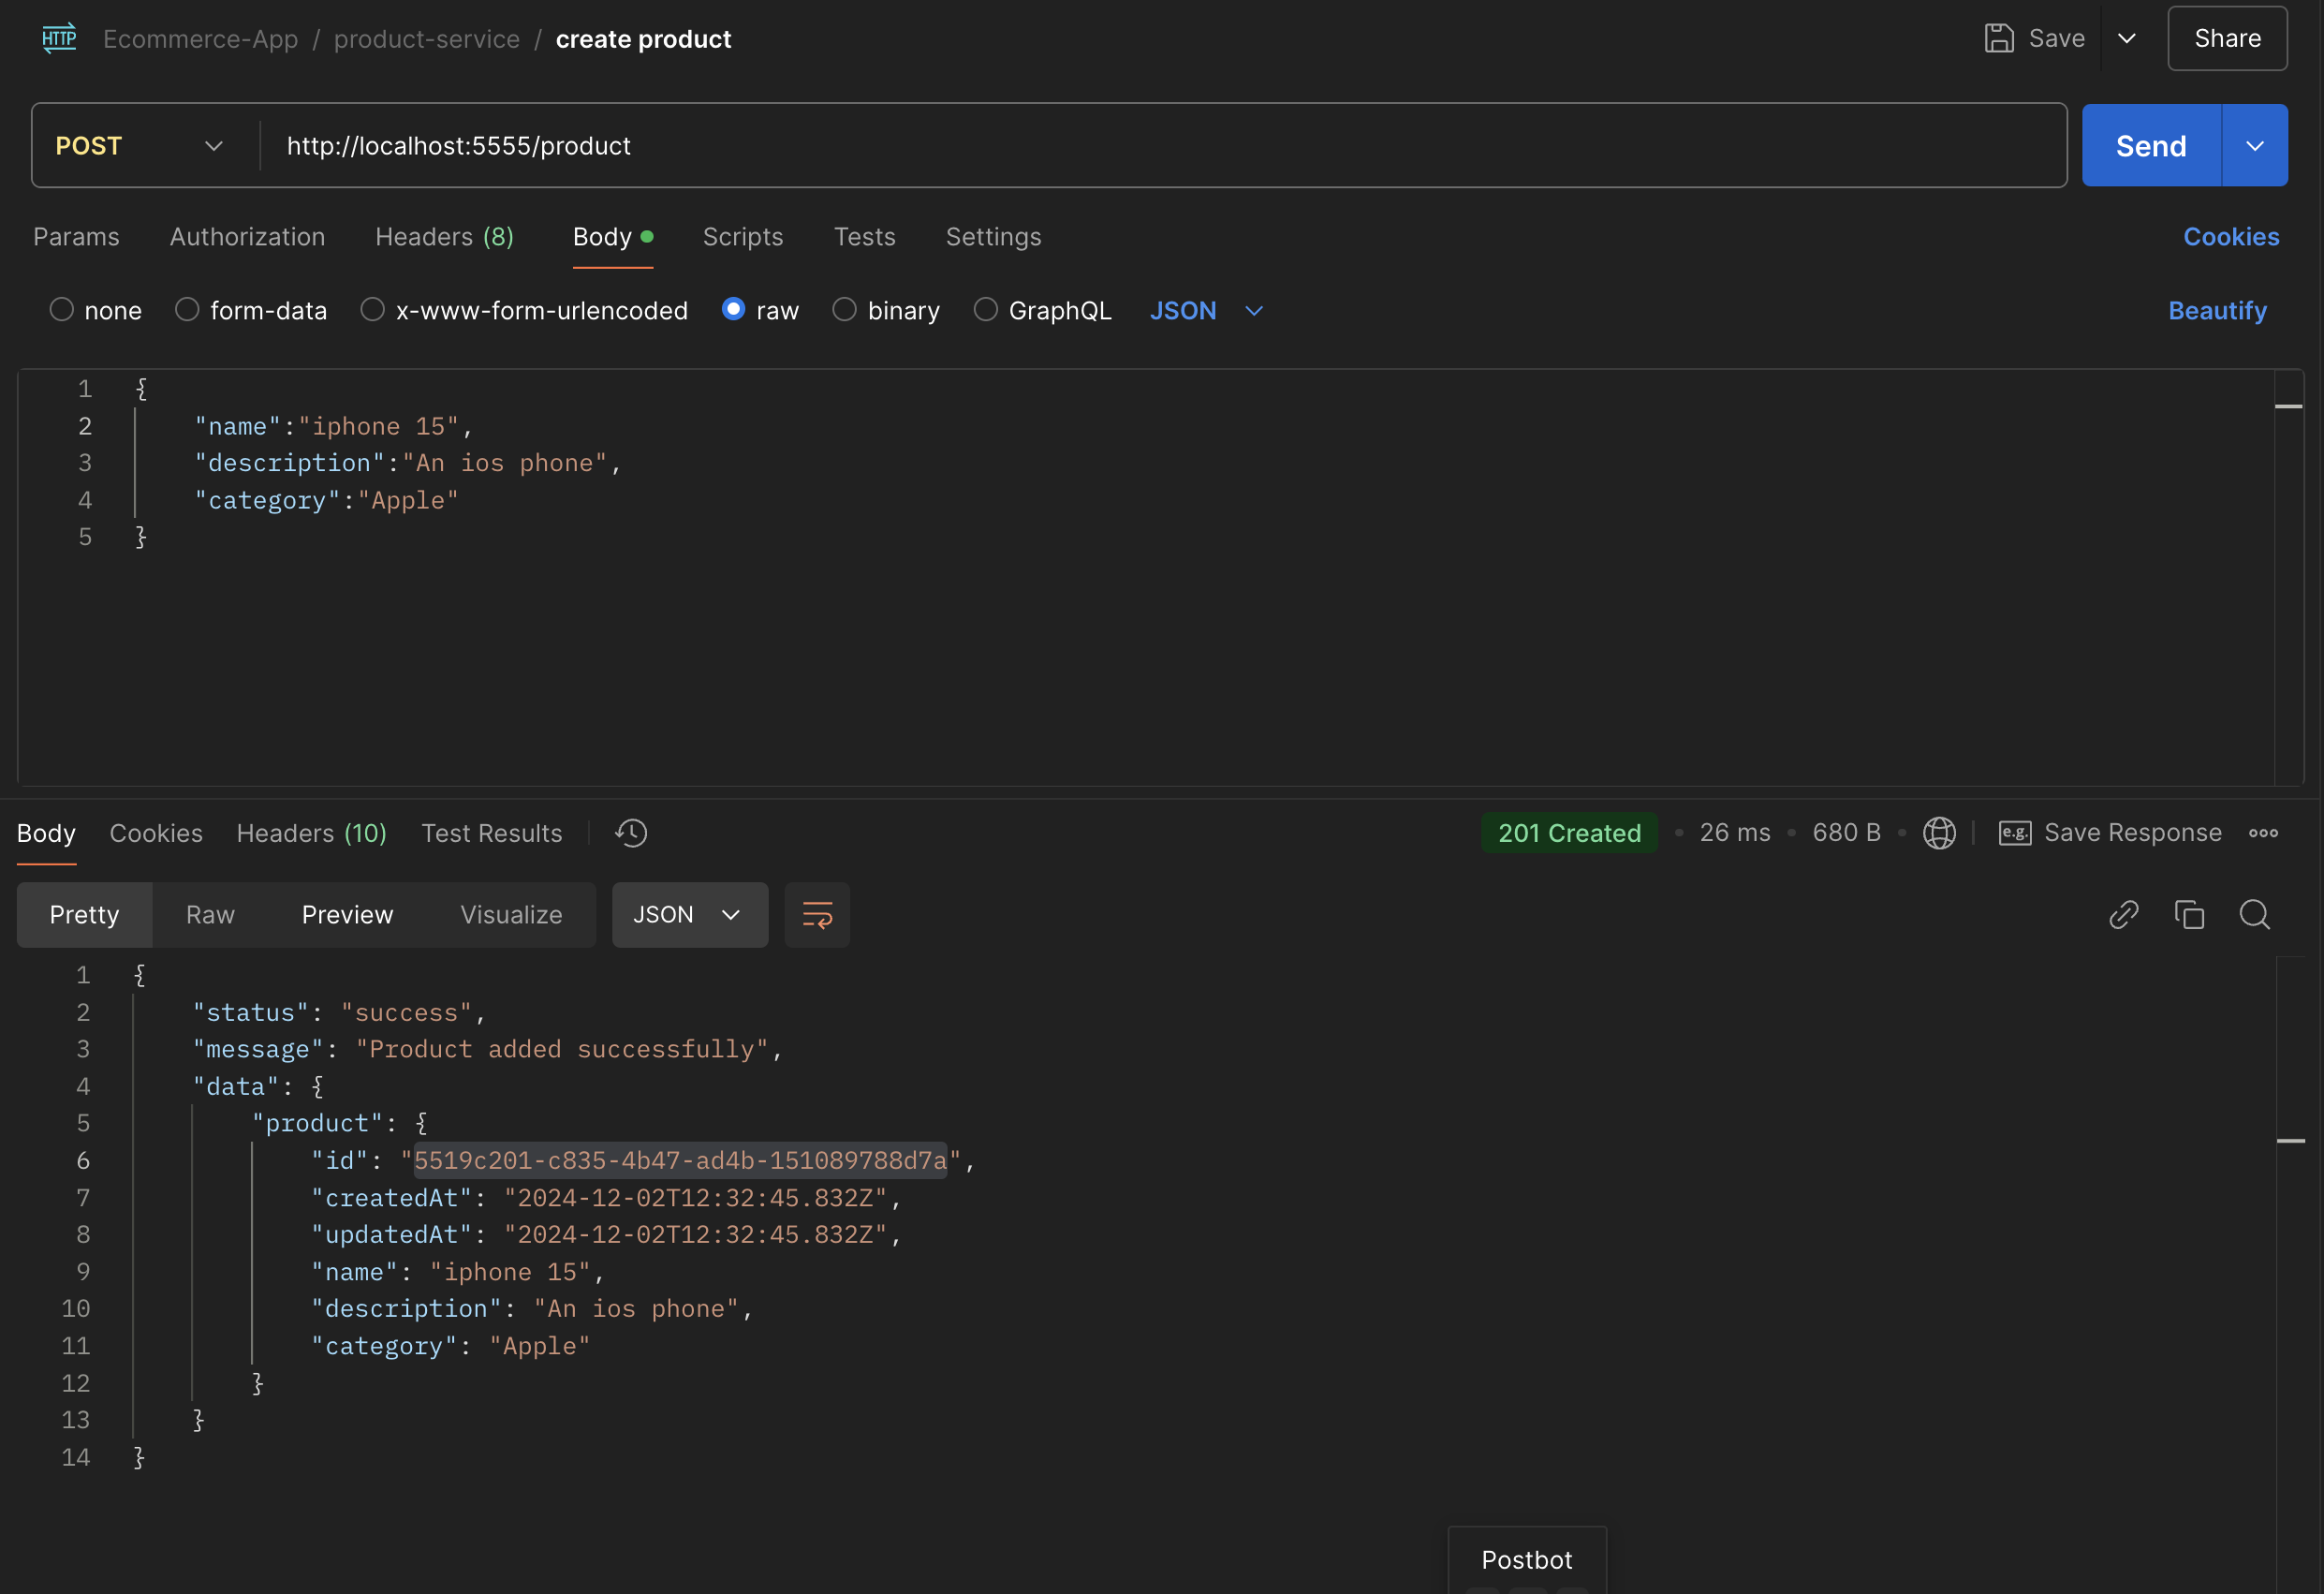 HTTP Ecommerce-App / product-service / create product Save Share
POST http://localhost:5555/product Send
Params Authorization Headers (8) Body Scripts Tests Settings Cookies
none form-data x-www-form-urlencoded raw binary GraphQL JSON Beautify
1 {
2 "name":"iphone 15",
3 "description":"An ios phone",
4 "category":"Apple"
5 }
Body Cookies Headers (10) Test Results 201 Created • 26 ms • 680 B • e.g. Save Response
Pretty Raw Preview Visualize JSON
1 {
2 "status": "success",
3 "message": "Product added successfully",
4 "data": {
5 "product": {
6 "id": "5519c201-c835-4b47-ad4b-151089788d7a",
7 "createdAt": "2024-12-02T12:32:45.832Z",
8 "updatedAt": "2024-12-02T12:32:45.832Z",
9 "name": "iphone 15",
10 "description": "An ios phone",
11 "category": "Apple"
12 }
13 }
14 }
Postbot